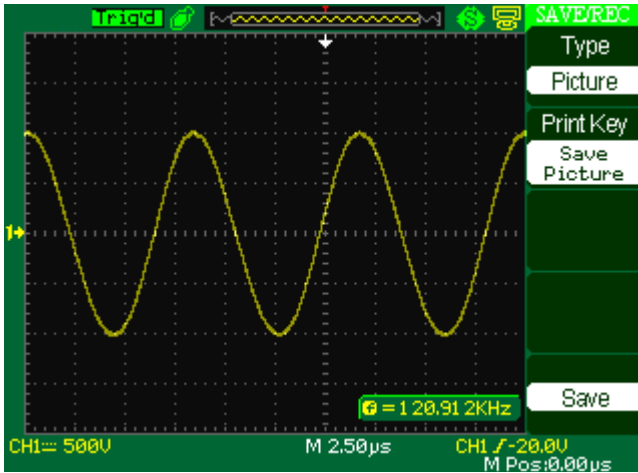 Trig'd S SAVE/REC
Type
Picture
Print Key
Save
Picture
1
f =120.912KHz
Save
CH1 500V M 2.50µs CH1 -20.0V
M Pos:0.00µs